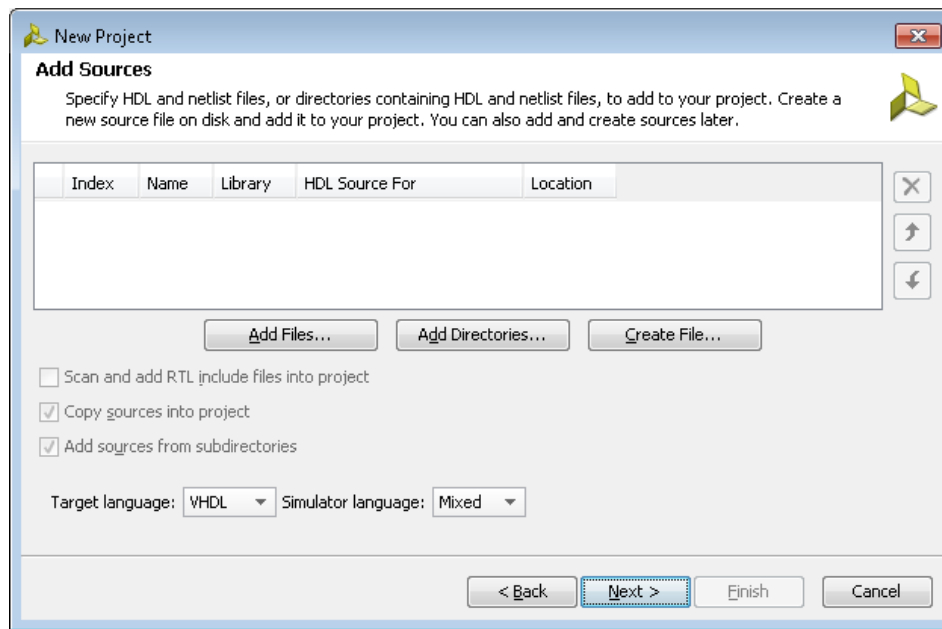 New Project
Add Sources
Specify HDL and netlist files, or directories containing HDL and netlist files, to add to your project. Create a
new source file on disk and add it to your project. You can also add and create sources later.
Index Name Library HDL Source For Location
Add Files... Add Directories... Create File...
Scan and add RTL include files into project
Copy sources into project
Add sources from subdirectories
Target language: VHDL Simulator language: Mixed
< Back Next > Finish Cancel